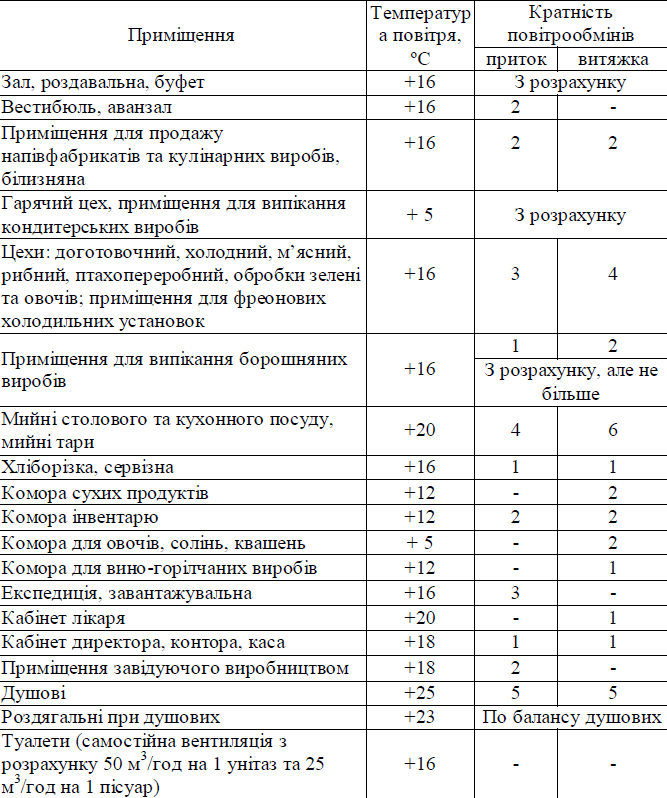 Приміщення
Температур
а повітря,
°С
Кратність
повітрообмінів
приток
витяжка
Зал, роздавальна, буфет
+16
З розрахунку
Вестибюль, аванзал
+16
2
-
Приміщення для продажу
напівфабрикатів та кулінарних виробів,
білизняна
+16
2
2
Гарячий цех, приміщення для випікання
кондитерських виробів
+ 5
З розрахунку
Цехи: доготовочний, холодний, м’ясний,
рибний, птахопереробний, обробки зелені
та овочів; приміщення для фреонових
холодильних установок
+16
3
4
Приміщення для випікання борошняних
виробів
+16
1
2
З розрахунку, але не
більше
Мийні столового та кухонного посуду,
мийні тари
+20
4
6
Хліборізка, сервізна
+16
1
1
Комора сухих продуктів
+12
-
2
Комора інвентарю
+12
2
2
Комора для овочів, солінь, квашень
+ 5
-
2
Комора для вино-горілчаних виробів
+12
-
1
Експедиція, завантажувальна
+16
3
-
Кабінет лікаря
+20
-
1
Кабінет директора, контора, каса
+18
1
1
Приміщення завідуючого виробництвом
+18
2
-
Душові
+25
5
5
Роздягальні при душових
+23
По балансу душових
Туалети (самостійна вентиляція з
розрахунку 50 м³/год на 1 унітаз та 25
м³/год на 1 пісуар)
+16
-
-